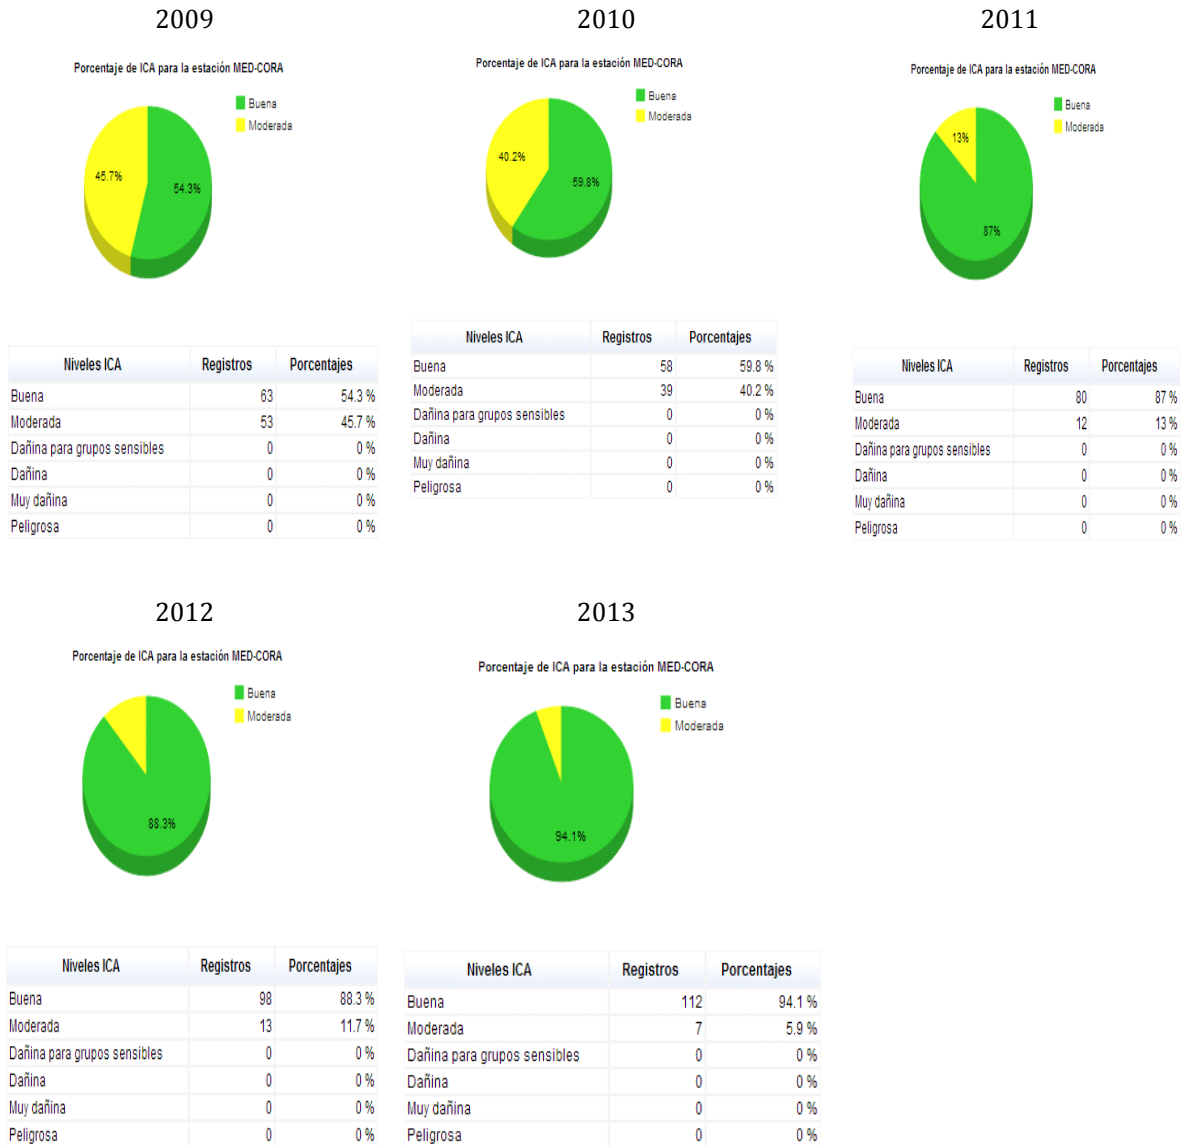 2009
Porcentaje de ICA para la estación MED-CORA
Buena
Moderada
45.7%
54.3%
Niveles ICA Registros Porcentajes
Buena 63 54.3 %
Moderada 53 45.7 %
Dañina para grupos sensibles 0 0 %
Dañina 0 0 %
Muy dañina 0 0 %
Peligrosa 0 0 %
2010
Porcentaje de ICA para la estación MED-CORA
Buena
Moderada
40.2%
59.8%
Niveles ICA Registros Porcentajes
Buena 58 59.8 %
Moderada 39 40.2 %
Dañina para grupos sensibles 0 0 %
Dañina 0 0 %
Muy dañina 0 0 %
Peligrosa 0 0 %
2011
Porcentaje de ICA para la estación MED-CORA
Buena
Moderada
13%
87%
Niveles ICA Registros Porcentajes
Buena 80 87 %
Moderada 12 13 %
Dañina para grupos sensibles 0 0 %
Dañina 0 0 %
Muy dañina 0 0 %
Peligrosa 0 0 %
2012
Porcentaje de ICA para la estación MED-CORA
Buena
Moderada
88.3%
Niveles ICA Registros Porcentajes
Buena 98 88.3 %
Moderada 13 11.7 %
Dañina para grupos sensibles 0 0 %
Dañina 0 0 %
Muy dañina 0 0 %
Peligrosa 0 0 %
2013
Porcentaje de ICA para la estación MED-CORA
Buena
Moderada
94.1%
Niveles ICA Registros Porcentajes
Buena 112 94.1 %
Moderada 7 5.9 %
Dañina para grupos sensibles 0 0 %
Dañina 0 0 %
Muy dañina 0 0 %
Peligrosa 0 0 %